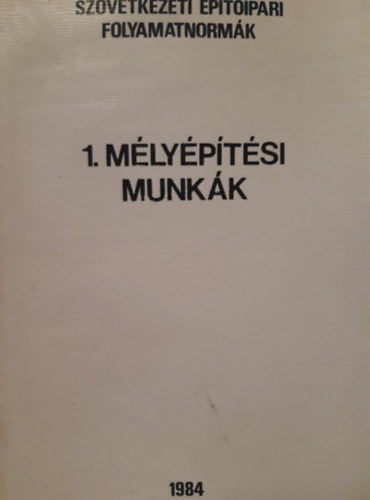 SZÖVETKEZETI ÉPÍTŐIPARI
FOLYAMATNORMÁK
1. MÉLYÉPÍTÉSI
MUNKÁK
1984